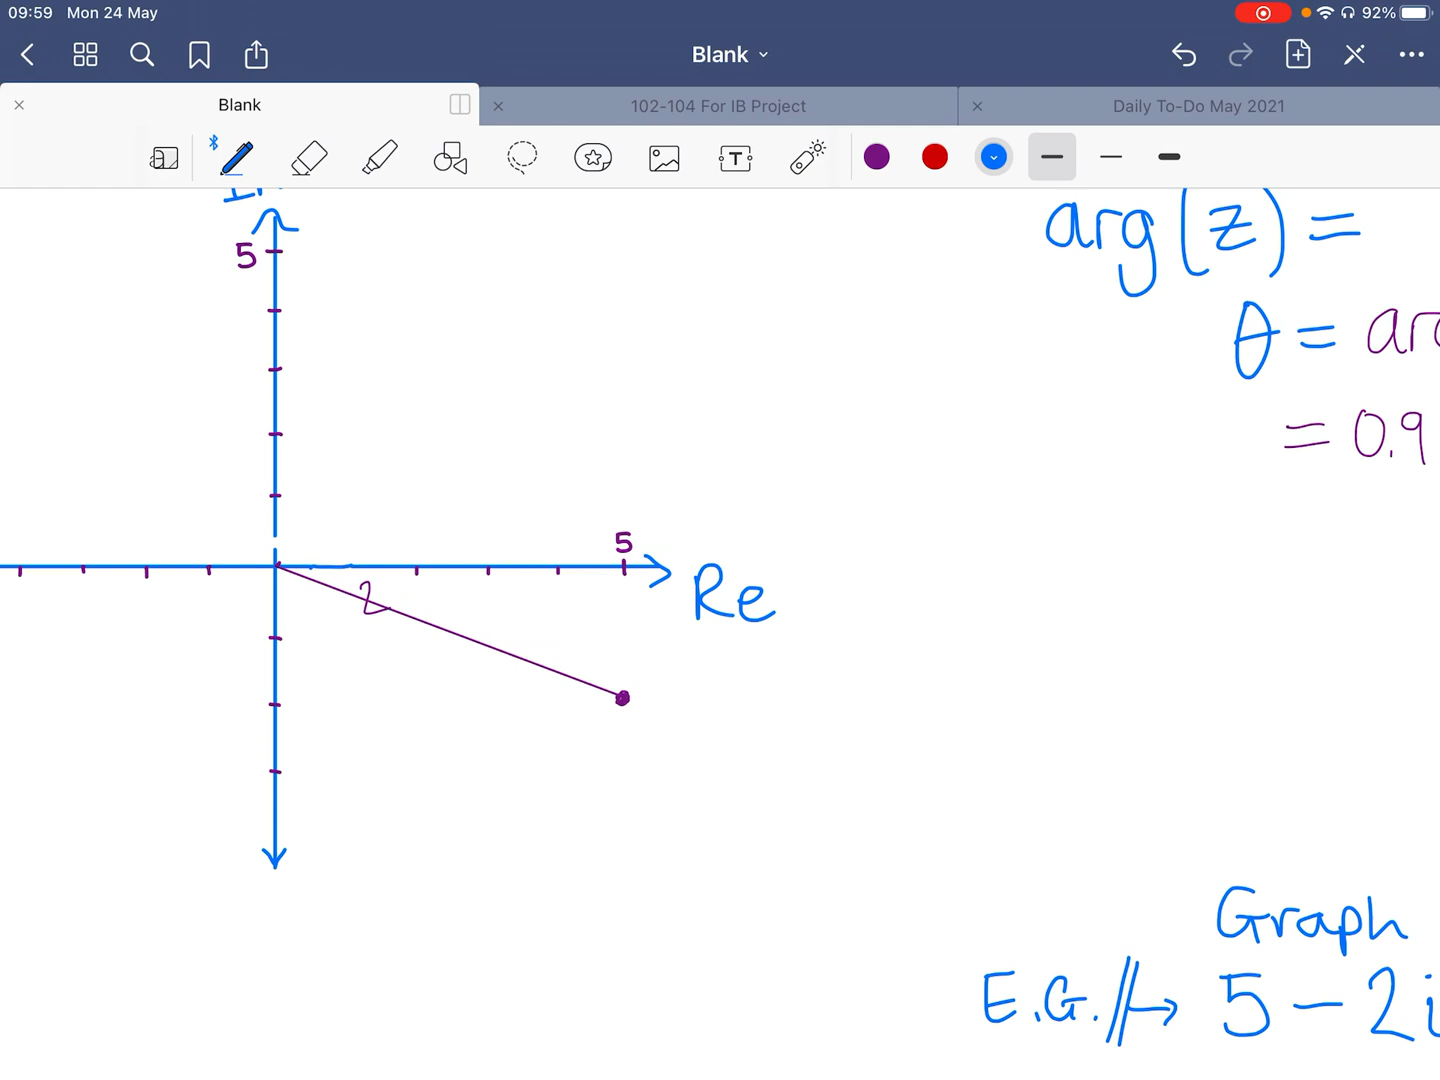 09:59 Mon 24 May
92%
Blank
Blank
102-104 For IB Project
Daily To-Do May 2021
T
5
arg(z) =
θ = arc
= 0.9
5
Re
2
Graph
E.G. // → 5 - 2i